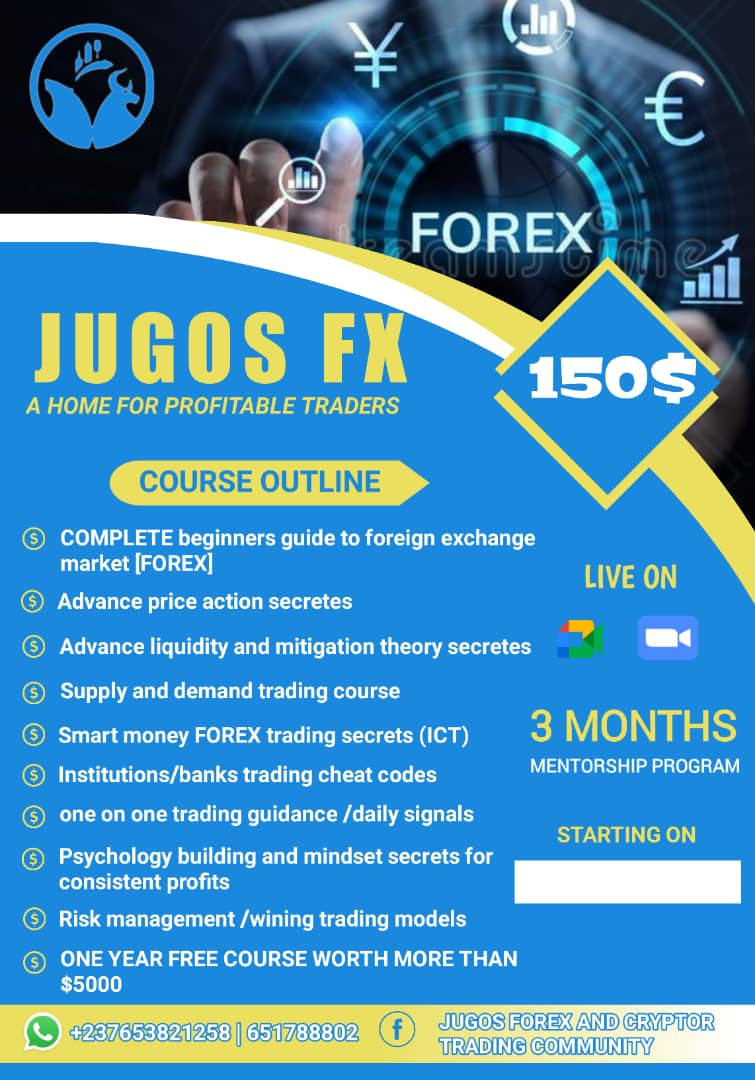 ¥
€
FOREX
dreamstime
JUGOS FX
A HOME FOR PROFITABLE TRADERS
150$
COURSE OUTLINE
COMPLETE beginners guide to foreign exchange
market [FOREX]
Advance price action secretes
Advance liquidity and mitigation theory secretes
Supply and demand trading course
Smart money FOREX trading secrets (ICT)
Institutions/banks trading cheat codes
one on one trading guidance /daily signals
Psychology building and mindset secrets for
consistent profits
Risk management /wining trading models
ONE YEAR FREE COURSE WORTH MORE THAN
$5000
LIVE ON
3 MONTHS
MENTORSHIP PROGRAM
STARTING ON
+237653821258 | 651788802
JUGOS FOREX AND CRYPTOR
TRADING COMMUNITY